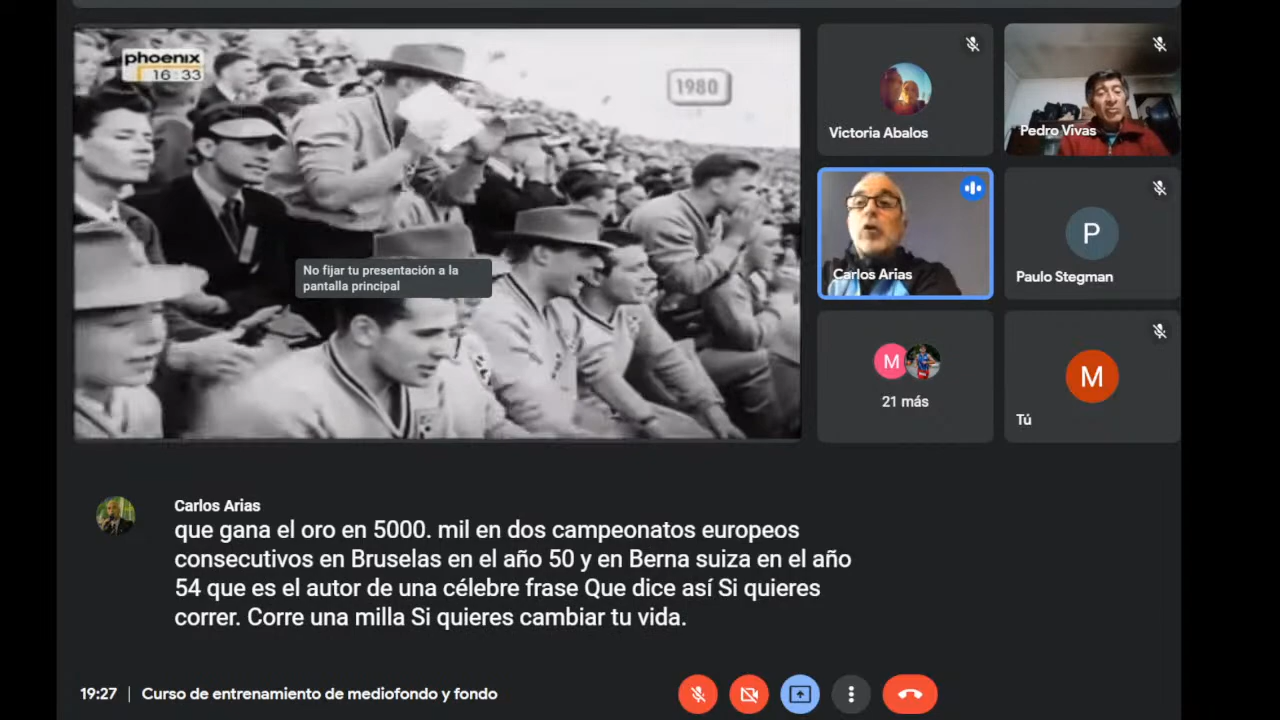 phoenix
16:33
1980
No fijar tu presentación a la
pantalla principal
Victoria Abalos
Pedro Vivas
Carlos Arias
P
Paulo Stegman
M
21 más
M
Tú
Carlos Arias
que gana el oro en 5000. mil en dos campeonatos europeos
consecutivos en Bruselas en el año 50 y en Berna suiza en el año
54 que es el autor de una célebre frase Que dice así Si quieres
correr. Corre una milla Si quieres cambiar tu vida.
19:27 | Curso de entrenamiento de mediofondo y fondo